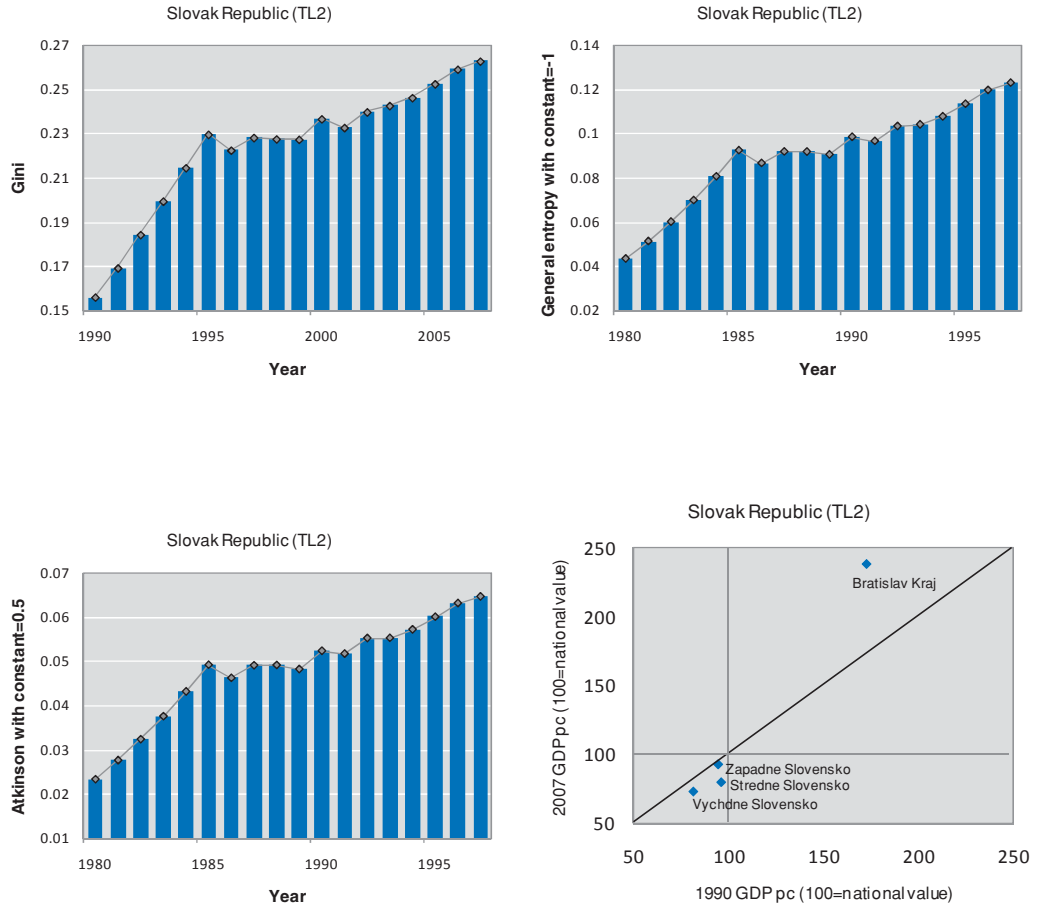 Slovak Republic (TL2)
0.27
0.25
0.23
0.21
0.19
0.17
0.15
Gini
1990
1995
2000
2005
Year
Slovak Republic (TL2)
0.14
0.12
0.1
0.08
0.06
0.04
0.02
General entropy with constant=-1
1980
1985
1990
1995
Year
Slovak Republic (TL2)
0.07
0.06
0.05
0.04
0.03
0.02
0.01
Atkinson with constant=0.5
1980
1985
1990
1995
Year
Slovak Republic (TL2)
250
200
150
100
50
2007 GDP pc (100=national value)
Bratislav Kraj
Zapadne Slovensko
Stredne Slovensko
Vychdne Slovensko
50
100
150
200
250
1990 GDP pc (100=national value)